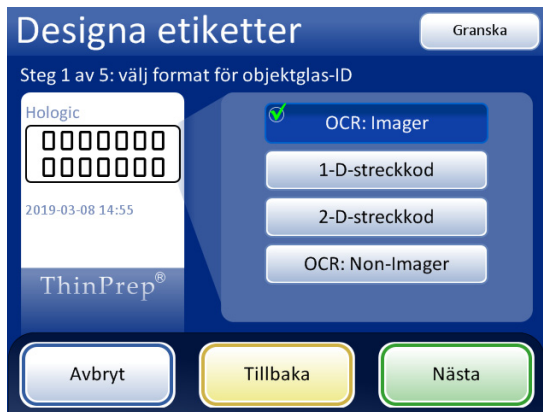 Designa etiketter
Granska
Steg 1 av 5: välj format för objektglas-ID
Hologic
0000000
0000000
2019-03-08 14:55
ThinPrep®
OCR: Imager
1-D-streckkod
2-D-streckkod
OCR: Non-Imager
Avbryt
Tillbaka
Nästa